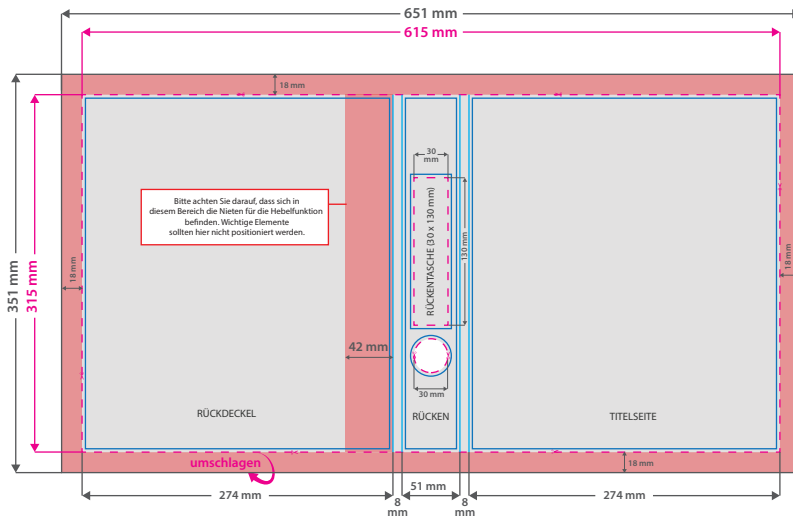 651 mm
615 mm
18 mm
30
mm
Bitte achten Sie darauf, dass sich in
diesem Bereich die Nieten für die Hebelfunktion
befinden. Wichtige Elemente
sollten hier nicht positioniert werden.
RÜCKENTASCHE (30 x 130 mm)
130 mm
351 mm
315 mm
18 mm
18 mm
42 mm
30 mm
RÜCKDECKEL
RÜCKEN
TITELSEITE
umschlagen
18 mm
274 mm
8
mm
51 mm
8
mm
274 mm